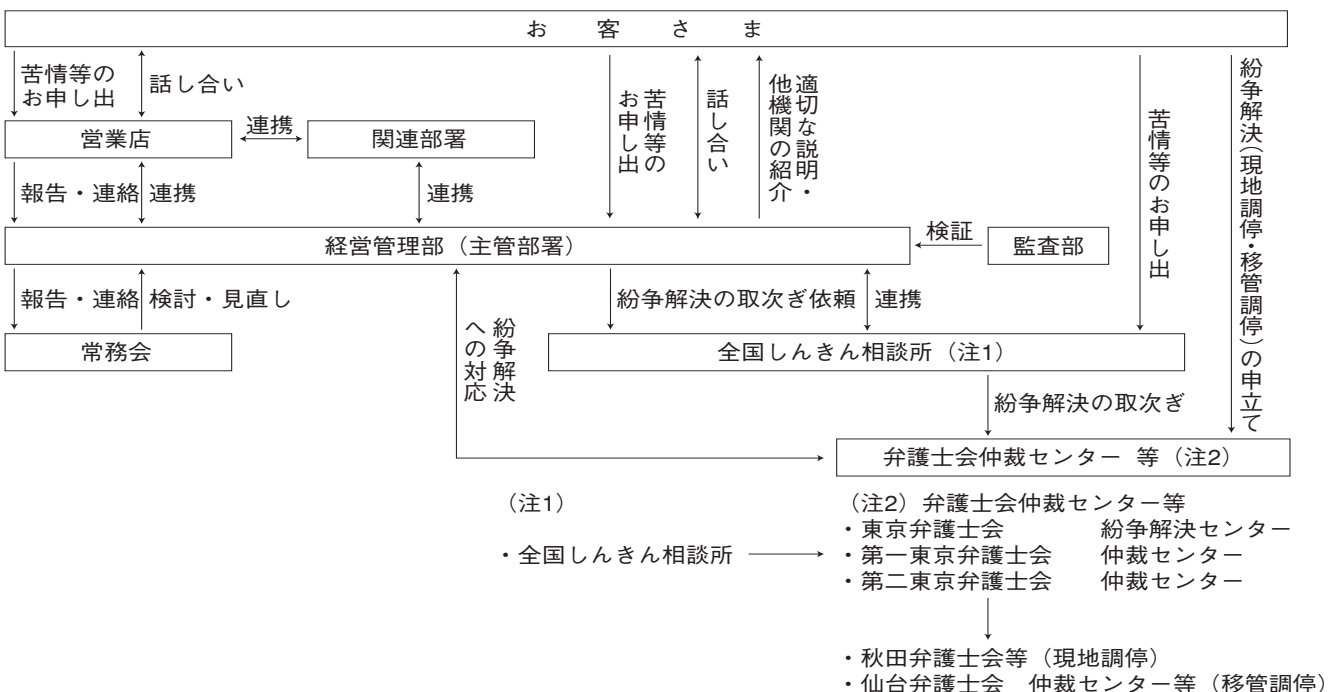 お客さま
苦情等の
お申し出
話し合い
苦情等の
お申し出
話し合い
適切な説明・
他機関の紹介
苦情等のお申し出
紛争解決(現地調停・移管調停)の申立て
営業店
連携
関連部署
報告・連絡
連携
連携
経営管理部（主管部署）
検証
監査部
報告・連絡
検討・見直し
紛争解決
への対応
紛争解決の取次ぎ依頼
連携
常務会
全国しんきん相談所（注1）
紛争解決の取次ぎ
弁護士会仲裁センター 等（注2）
（注1）
・全国しんきん相談所
（注2）弁護士会仲裁センター等
・東京弁護士会 紛争解決センター
・第一東京弁護士会 仲裁センター
・第二東京弁護士会 仲裁センター
・秋田弁護士会等（現地調停）
・仙台弁護士会 仲裁センター等（移管調停）